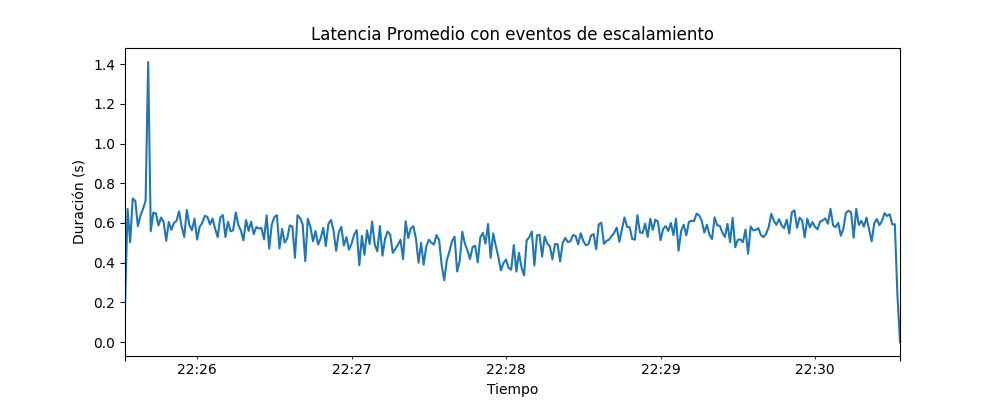 Latencia Promedio con eventos de escalamiento
Duración (s)
1.4
1.2
1.0
0.8
0.6
0.4
0.2
0.0
22:26 22:27 22:28 22:29 22:30
Tiempo